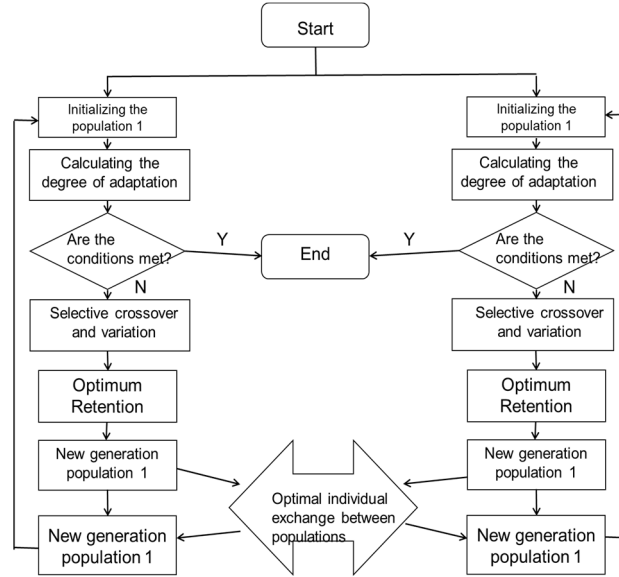 Start
Initializing the
population 1
Calculating the
degree of adaptation
Are the
conditions met?
Y
N
Selective crossover
and variation
Optimum
Retention
New generation
population 1
New generation
population 1
End
Optimal individual
exchange between
populations
Initializing the
population 1
Calculating the
degree of adaptation
Are the
conditions met?
Y
N
Selective crossover
and variation
Optimum
Retention
New generation
population 1
New generation
population 1